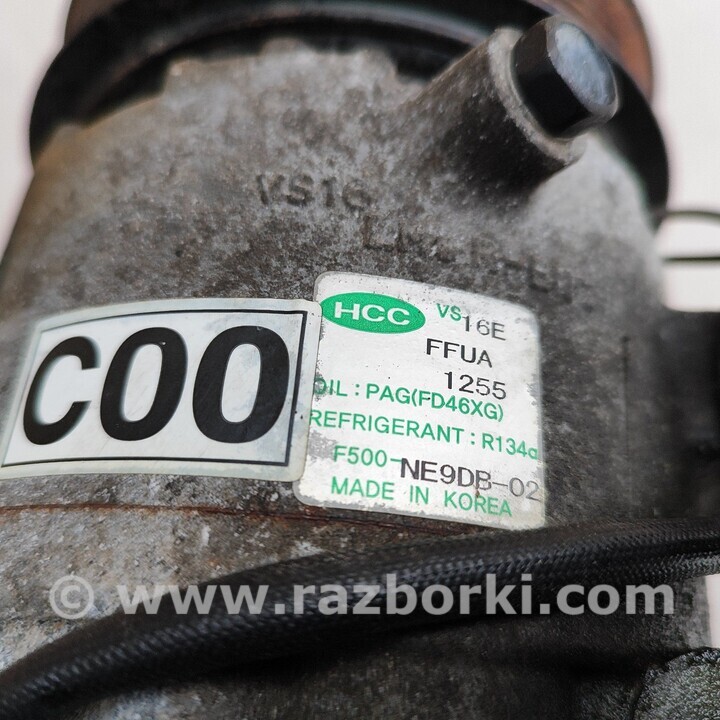 VS16
HCC VS16E
FFUA
1255
OIL : PAG(FD46XG)
REFRIGERANT : R134a
F500-NE9DB-02
MADE IN KOREA
C00
© www.razborki.com